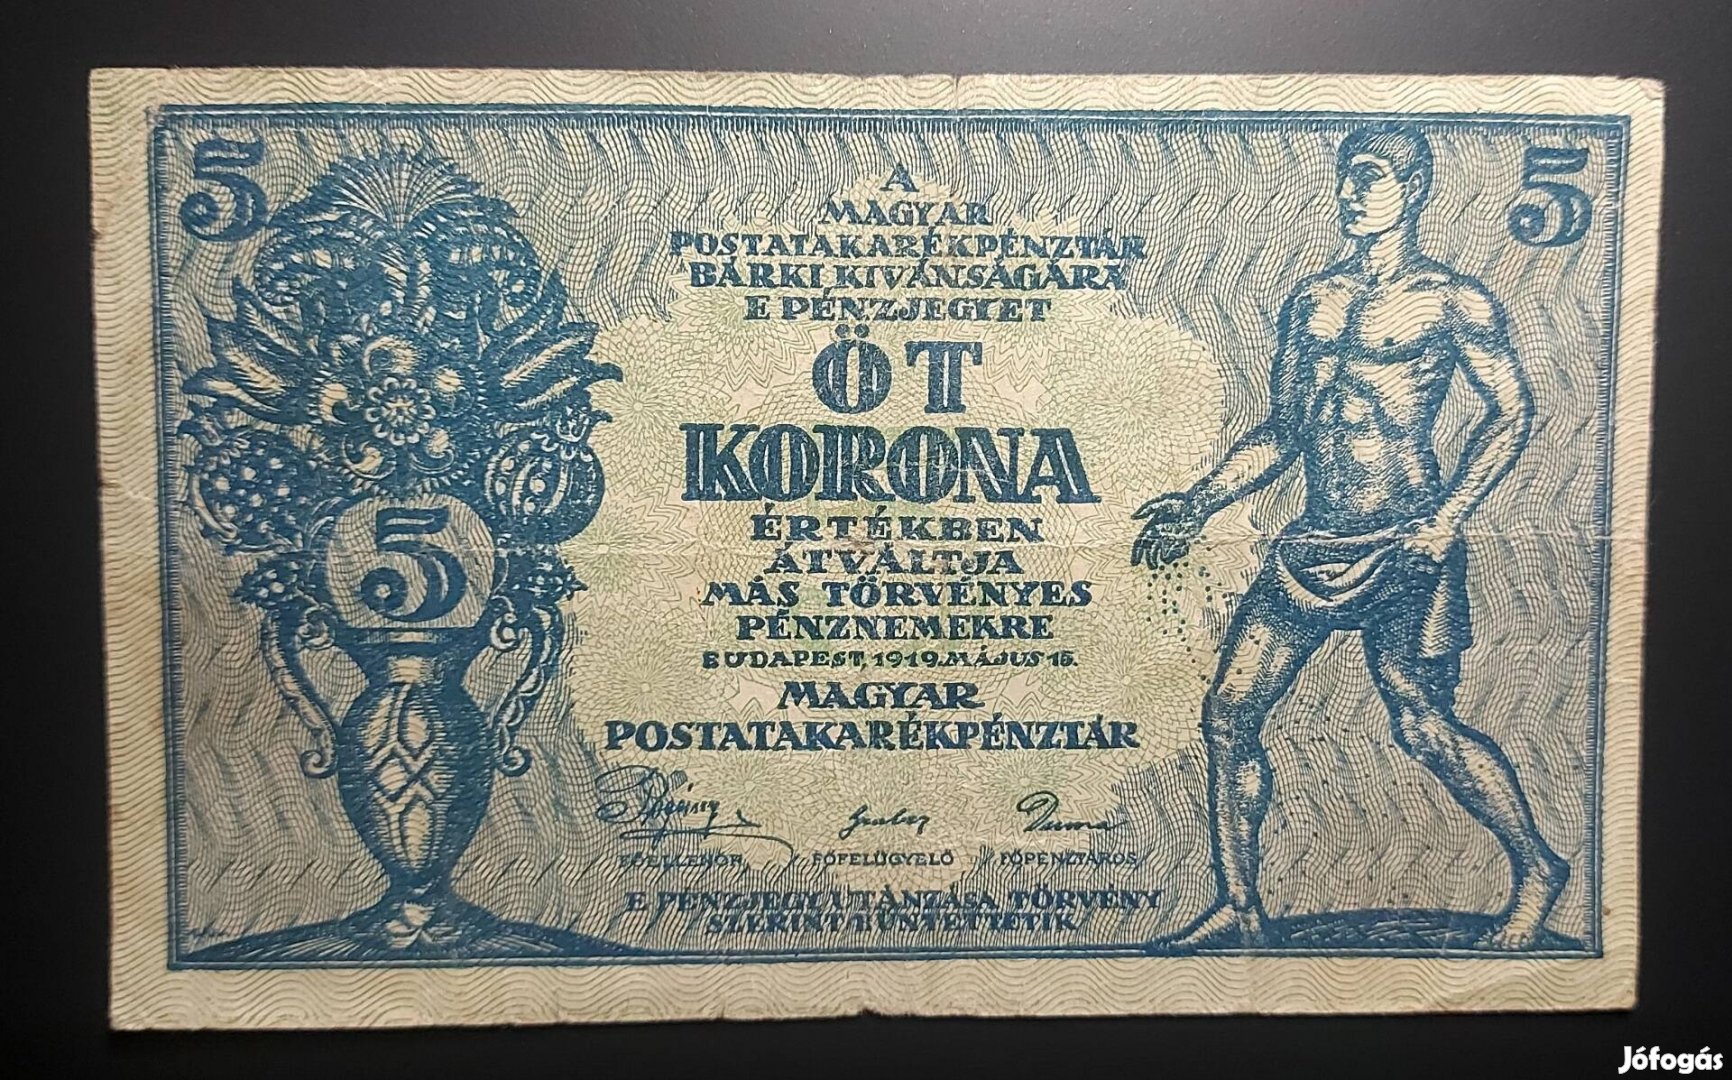 5
5
A
MAGYAR
POSTATAKARÉKPÉNZTÁR
BÁRKI KIVÁNSÁGÁRA
E PÉNZJEGYET
ÖT
KORONA
5
ÉRTÉKBEN
ÁTVÁLTJA
MÁS TÖRVÉNYES
PÉNZNEMEKRE
BUDAPEST, 1919. MÁJUS 15.
MAGYAR
POSTATAKARÉKPÉNZTÁR
FŐELLENŐR FŐFELÜGYELŐ FŐPÉNZTÁROS
E PÉNZJEGY UTÁNZÁSA TÖRVÉNY
SZERINT BÜNTETTETIK
Jófogás